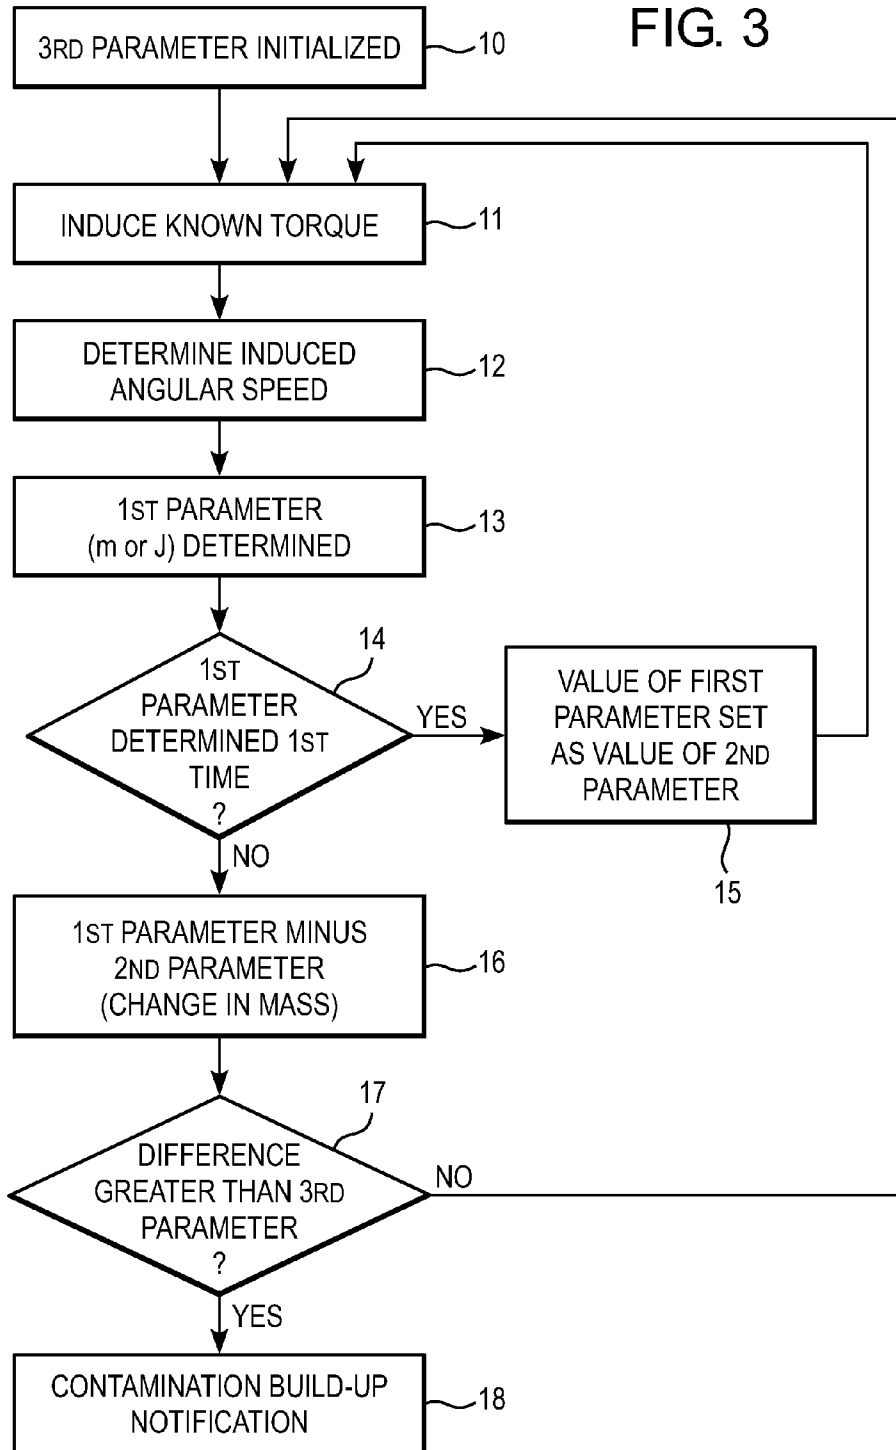 FIG. 3
3RD PARAMETER INITIALIZED
10
INDUCE KNOWN TORQUE
11
DETERMINE INDUCED
ANGULAR SPEED
12
1ST PARAMETER
(m or J) DETERMINED
13
14
1ST
PARAMETER
DETERMINED 1ST
TIME
?
YES
VALUE OF FIRST
PARAMETER SET
AS VALUE OF 2ND
PARAMETER
15
NO
1ST PARAMETER MINUS
2ND PARAMETER
(CHANGE IN MASS)
16
17
DIFFERENCE
GREATER THAN 3RD
PARAMETER
?
NO
YES
CONTAMINATION BUILD-UP
NOTIFICATION
18